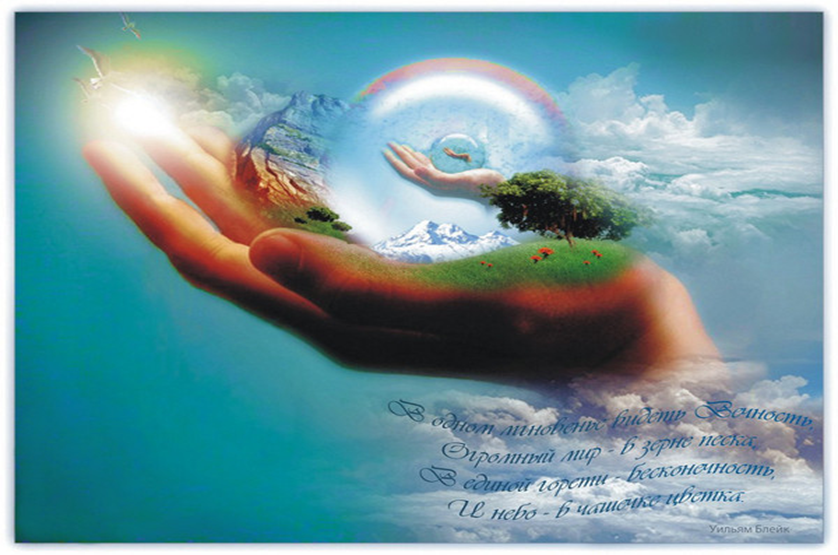 В одном мгновенье видеть Вечность,
Огромный мир - в зерне песка,
В единой горсти - бесконечность,
И небо - в чашечке цветка.
Уильям Блейк